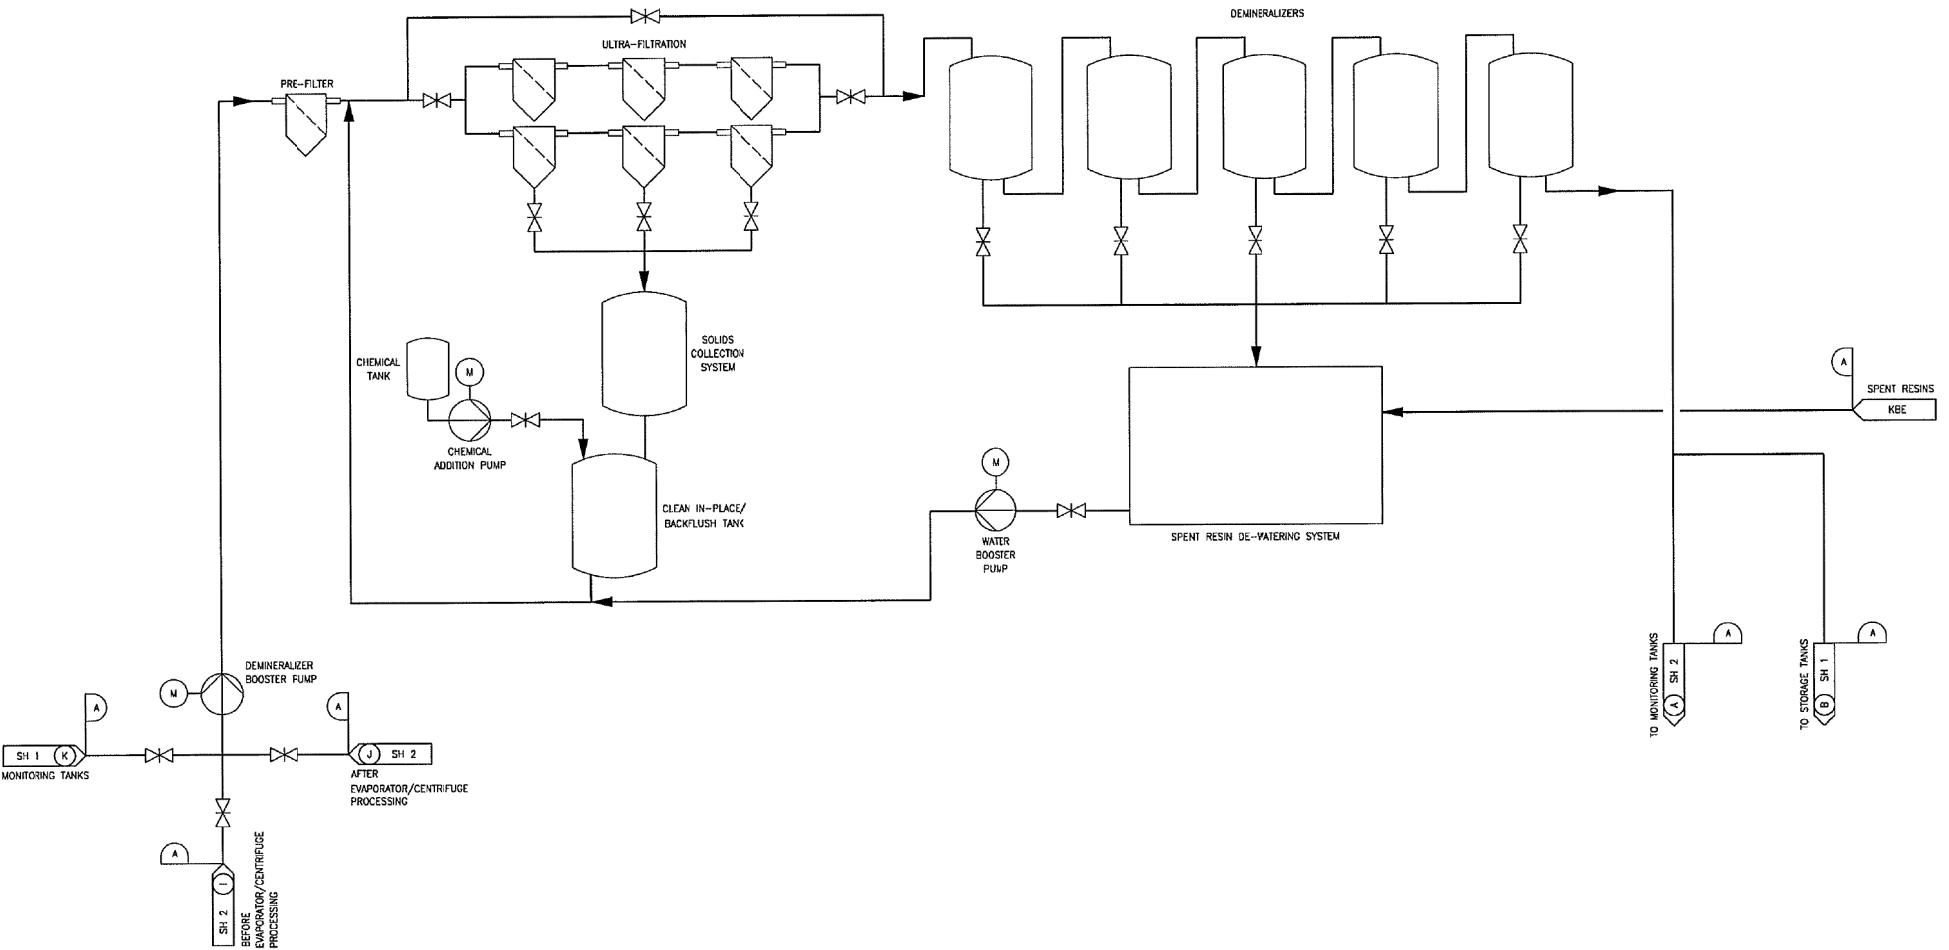 DEMINERALIZERS
ULTRA-FILTRATION
PRE-FILTER
CHEMICAL
TANK
M
SOLIDS
COLLECTION
SYSTEM
CHEMICAL
ADDITION PUMP
CLEAN IN-PLACE/
BACKFLUSH TANK
M
WATER
BOOSTER
PUMP
SPENT RESIN DE-WATERING SYSTEM
A
SPENT RESINS
KBE
DEMINERALIZER
BOOSTER PUMP
M
A
A
SH 1 K
MONITORING TANKS
J SH 2
AFTER
EVAPORATOR/CENTRIFUGE
PROCESSING
A
SH 2 I
BEFORE
EVAPORATOR/CENTRIFUGE
PROCESSING
TO MONITORING TANKS
A SH 2
A
TO STORAGE TANKS
B SH 1
A